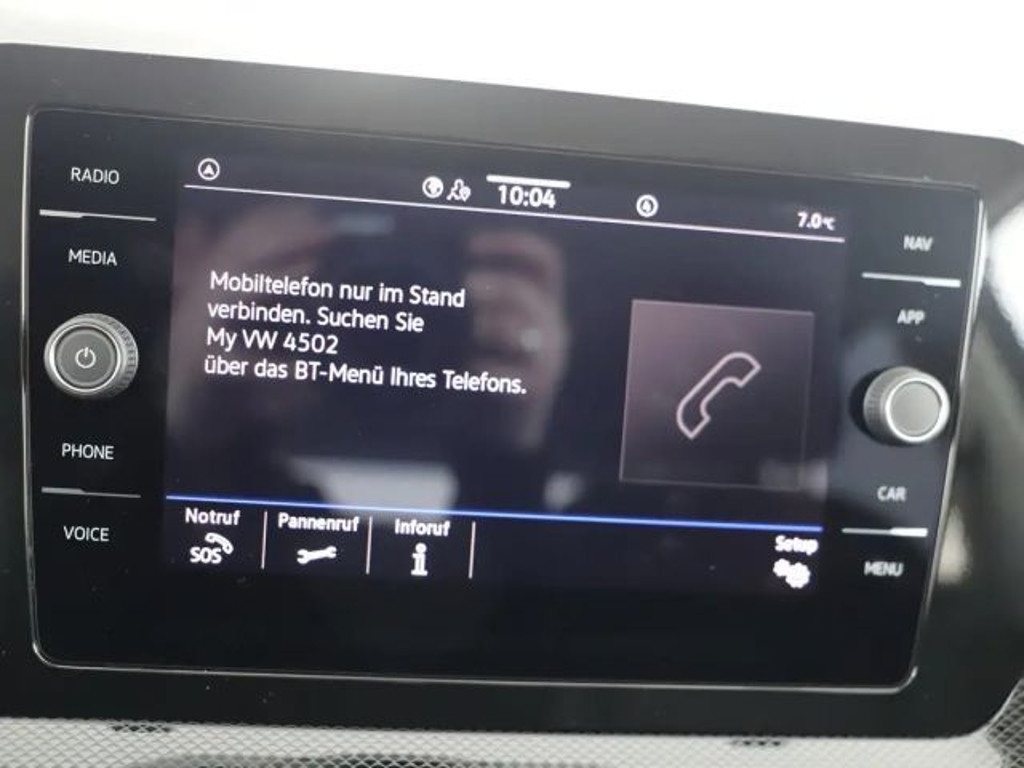 RADIO
MEDIA
PHONE
VOICE
10:04
7.0°C
Mobiltelefon nur im Stand
verbinden. Suchen Sie
My VW 4502
über das BT-Menü Ihres Telefons.
Notruf
SOS
Pannenruf
Inforuf
i
Setup
NAV
APP
CAR
MENU